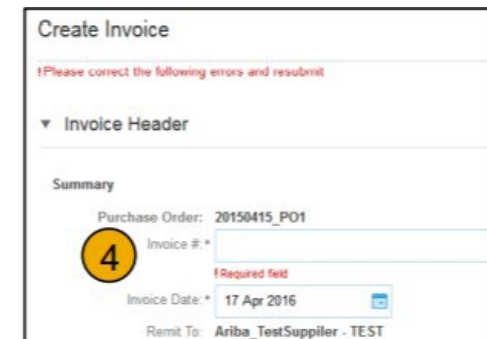 Create Invoice
!Please correct the following errors and resubmit
▼ Invoice Header
Summary
Purchase Order: 20150415_PO1
4
Invoice #:*
!Required field
Invoice Date:* 17 Apr 2016
Remit To: Ariba_TestSuppiler - TEST